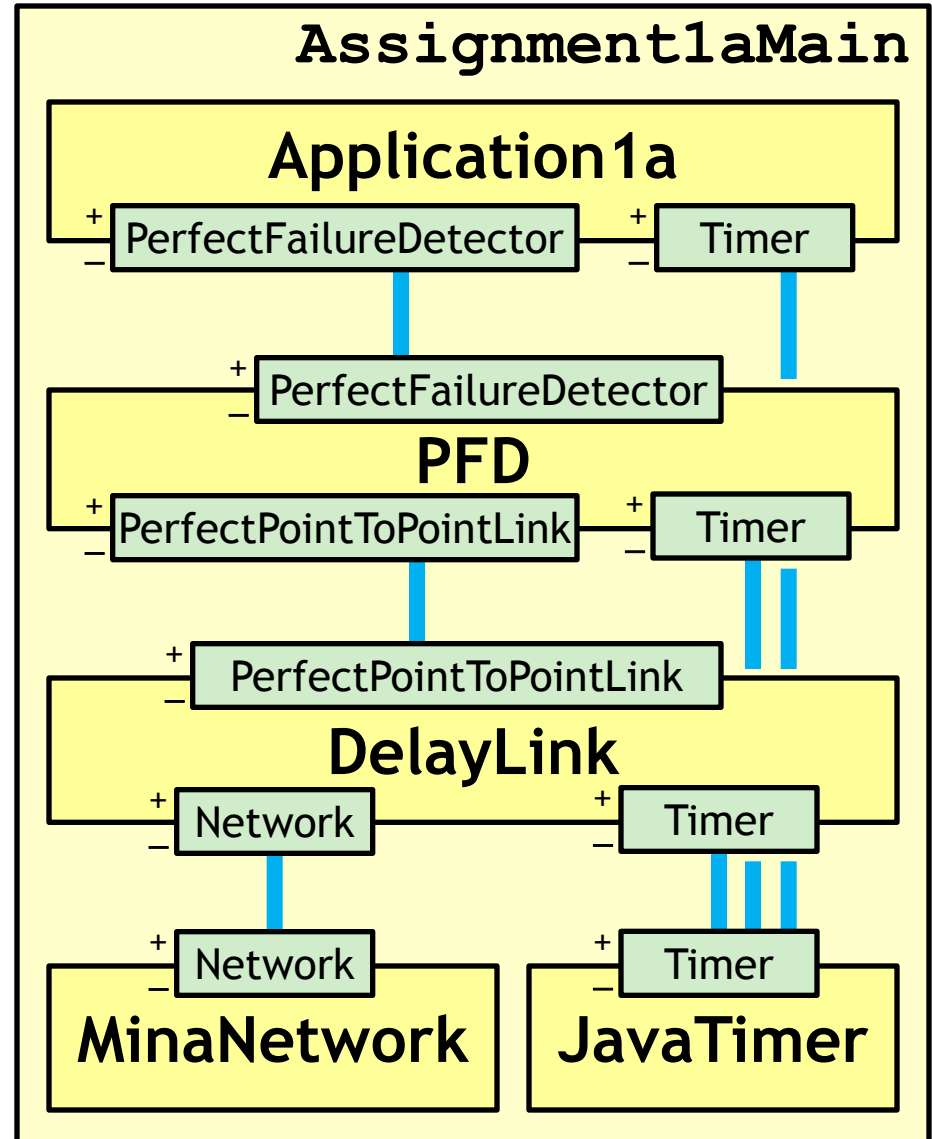 Assignment1aMain
Application1a
+ +
PerfectFailureDetector Timer
– –
+
PerfectFailureDetector
–
PFD
+ +
PerfectPointToPointLink Timer
– –
+
PerfectPointToPointLink
–
DelayLink
+ +
Network Timer
– –
+ +
Network Timer
– –
MinaNetwork JavaTimer